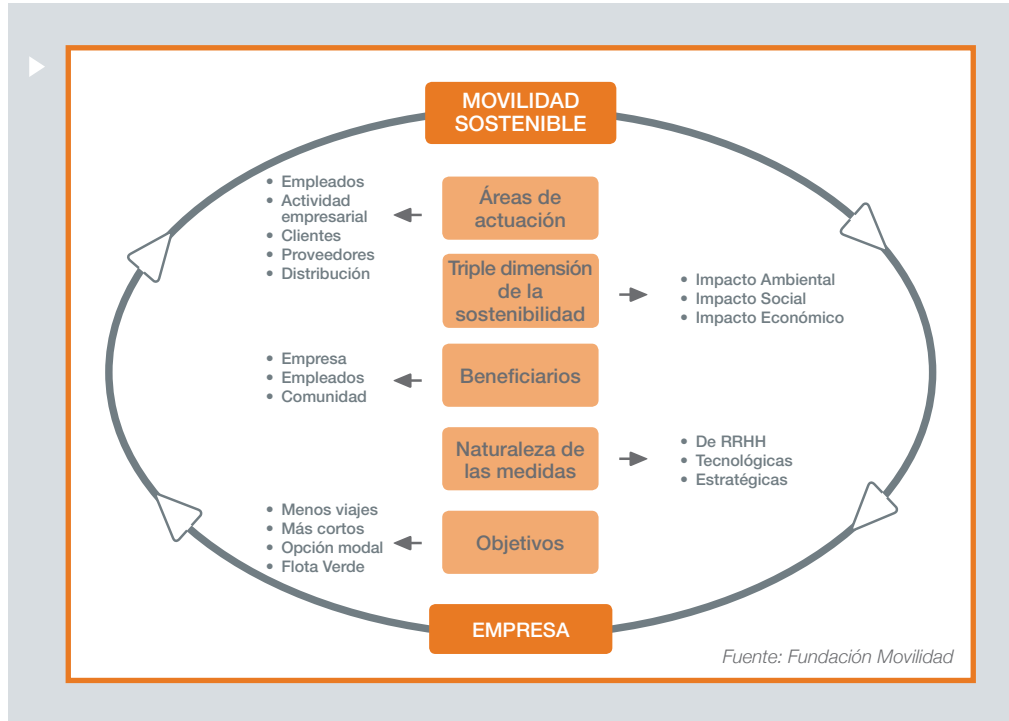 MOVILIDAD
SOSTENIBLE
• Empleados
• Actividad
empresarial
• Clientes
• Proveedores
• Distribución
Áreas de
actuación
Triple dimensión
de la
sostenibilidad
• Impacto Ambiental
• Impacto Social
• Impacto Económico
• Empresa
• Empleados
• Comunidad
Beneficiarios
Naturaleza de
las medidas
• De RRHH
• Tecnológicas
• Estratégicas
• Menos viajes
• Más cortos
• Opción modal
• Flota Verde
Objetivos
EMPRESA
Fuente: Fundación Movilidad